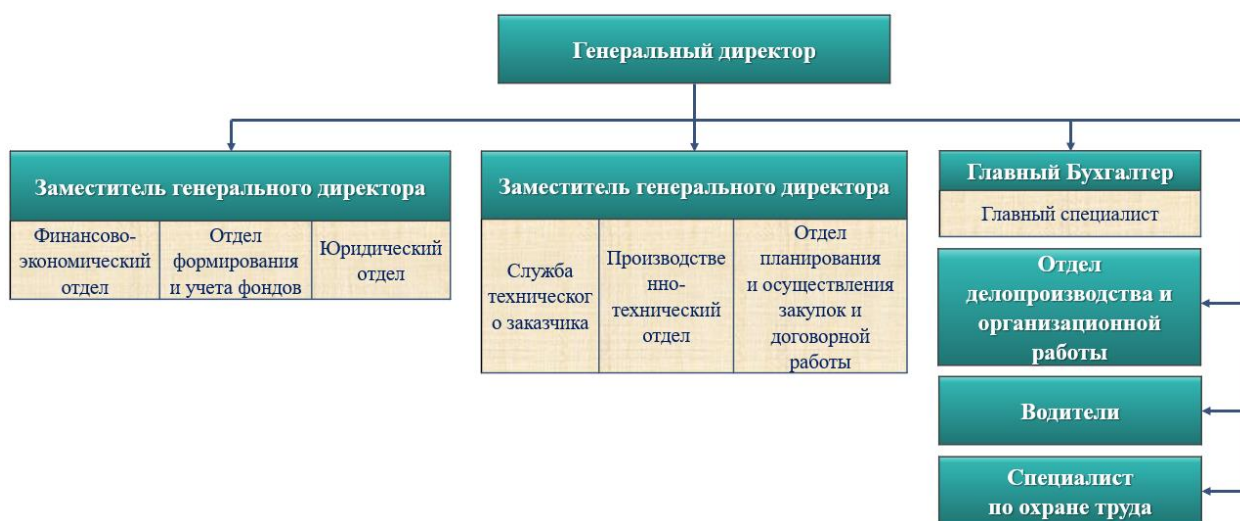 Генеральный директор
Заместитель генерального директора
Финансово-
экономический
отдел
Отдел
формирования
и учета фондов
Юридический
отдел
Заместитель генерального директора
Служба
техническог
о заказчика
Производстве
нно-
технический
отдел
Отдел
планирования
и осуществления
закупок и
договорной
работы
Главный Бухгалтер
Главный специалист
Отдел
делопроизводства и
организационной
работы
Водители
Специалист
по охране труда